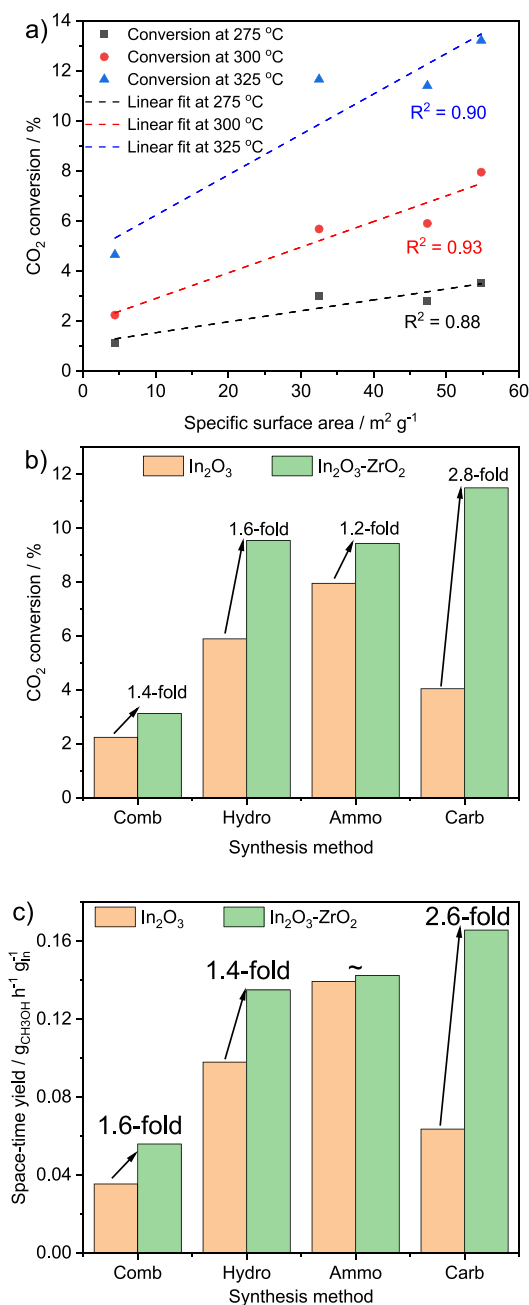 a)
Conversion at 275 °C
Conversion at 300 °C
Conversion at 325 °C
Linear fit at 275 °C
Linear fit at 300 °C
Linear fit at 325 °C
R² = 0.90
R² = 0.93
R² = 0.88
14
12
10
8
6
4
2
0
CO₂ conversion / %
0 10 20 30 40 50 60
Specific surface area / m² g⁻¹
b)
In₂O₃
In₂O₃-ZrO₂
1.4-fold
1.6-fold
1.2-fold
2.8-fold
12
10
8
6
4
2
0
CO₂ conversion / %
Comb Hydro Ammo Carb
Synthesis method
c)
In₂O₃
In₂O₃-ZrO₂
1.6-fold
1.4-fold
~
2.6-fold
0.16
0.12
0.08
0.04
0.00
Space-time yield / g_CH3OH h⁻¹ g_In⁻¹
Comb Hydro Ammo Carb
Synthesis method